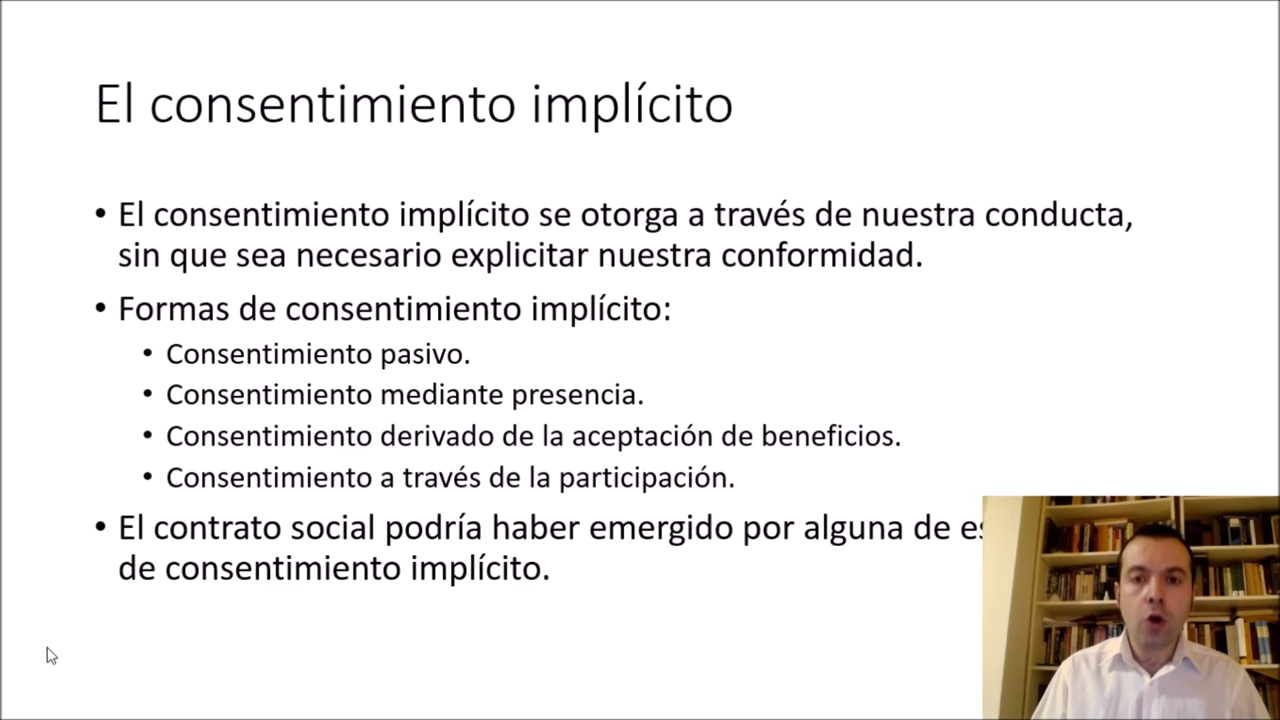 El consentimiento implícito
• El consentimiento implícito se otorga a través de nuestra conducta,
sin que sea necesario explicitar nuestra conformidad.
• Formas de consentimiento implícito:
• Consentimiento pasivo.
• Consentimiento mediante presencia.
• Consentimiento derivado de la aceptación de beneficios.
• Consentimiento a través de la participación.
• El contrato social podría haber emergido por alguna de
de consentimiento implícito.